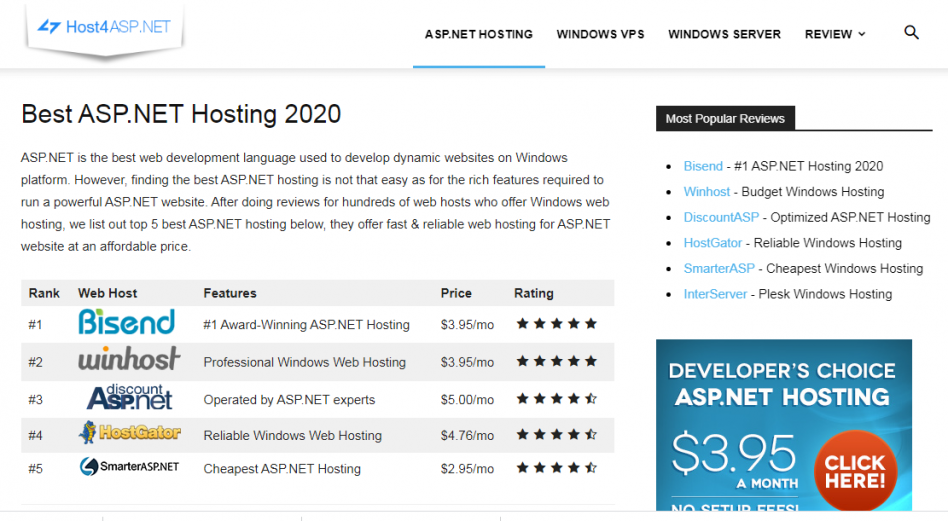 Host4ASP.NET
ASP.NET HOSTING
WINDOWS VPS
WINDOWS SERVER
REVIEW
Best ASP.NET Hosting 2020
ASP.NET is the best web development language used to develop dynamic websites on Windows
platform. However, finding the best ASP.NET hosting is not that easy as for the rich features required to
run a powerful ASP.NET website. After doing reviews for hundreds of web hosts who offer Windows web
hosting, we list out top 5 best ASP.NET hosting below, they offer fast & reliable web hosting for ASP.NET
website at an affordable price.
Rank Web Host Features Price Rating
#1 Bisend #1 Award-Winning ASP.NET Hosting $3.95/mo
#2 winhost Professional Windows Web Hosting $3.95/mo
#3 discount ASP.net Operated by ASP.NET experts $5.00/mo
#4 HostGator Reliable Windows Web Hosting $4.76/mo
#5 SmarterASP.NET Cheapest ASP.NET Hosting $2.95/mo
Most Popular Reviews
Bisend - #1 ASP.NET Hosting 2020
Winhost - Budget Windows Hosting
DiscountASP - Optimized ASP.NET Hosting
HostGator - Reliable Windows Hosting
SmarterASP - Cheapest Windows Hosting
InterServer - Plesk Windows Hosting
DEVELOPER'S CHOICE
ASP.NET HOSTING
$3.95
A MONTH
CLICK
HERE!
NO SETUP FEES!